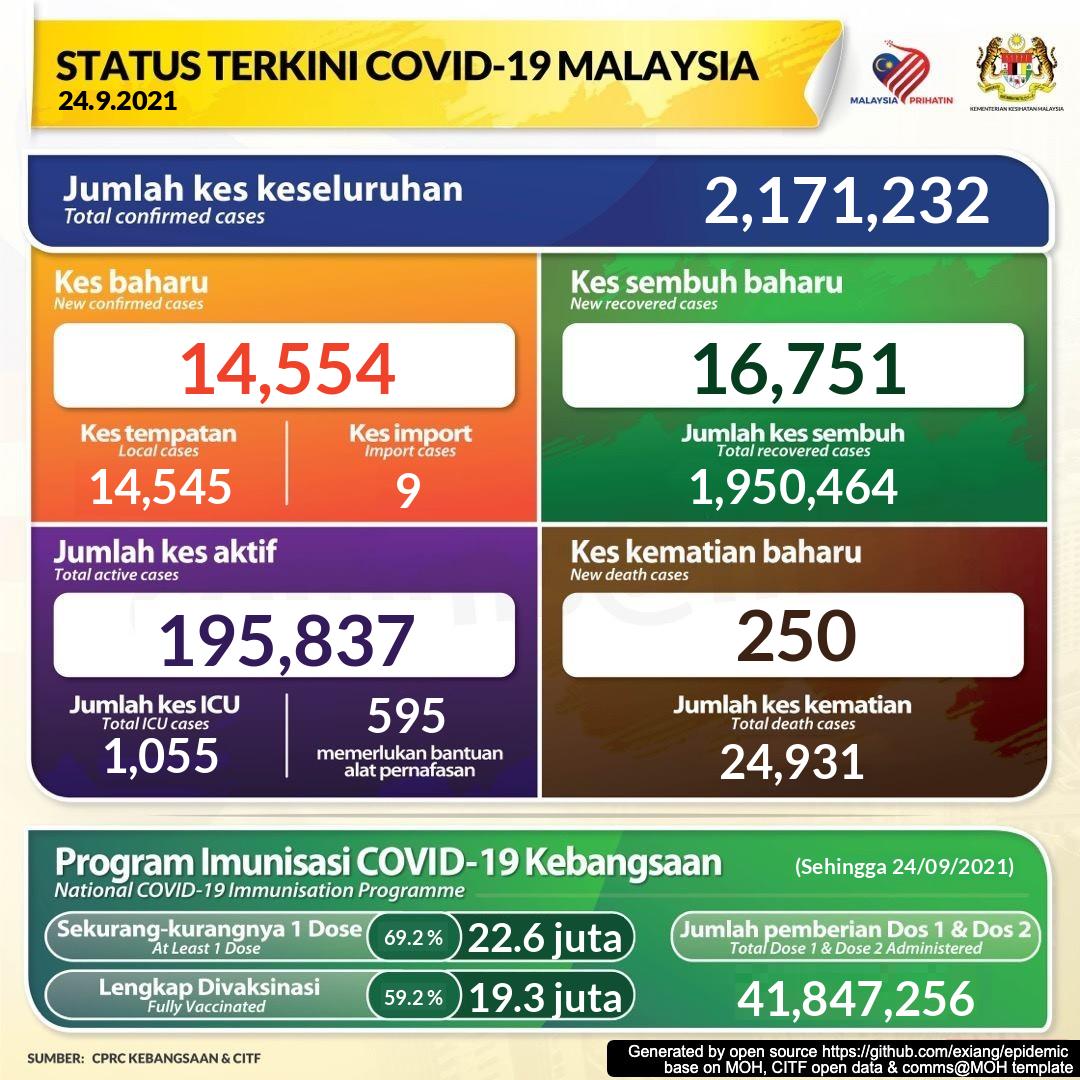 STATUS TERKINI COVID-19 MALAYSIA
24.9.2021
MALAYSIA PRIHATIN
KEMENTERIAN KESIHATAN MALAYSIA
Jumlah kes keseluruhan
Total confirmed cases
2,171,232
Kes baharu
New confirmed cases
14,554
Kes tempatan
Local cases
14,545
Kes import
Import cases
9
Kes sembuh baharu
New recovered cases
16,751
Jumlah kes sembuh
Total recovered cases
1,950,464
Jumlah kes aktif
Total active cases
195,837
Jumlah kes ICU
Total ICU cases
1,055
595
memerlukan bantuan
alat pernafasan
Kes kematian baharu
New death cases
250
Jumlah kes kematian
Total death cases
24,931
Program Imunisasi COVID-19 Kebangsaan
(Sehingga 24/09/2021)
National COVID-19 Immunisation Programme
Sekurang-kurangnya 1 Dose
At Least 1 Dose
69.2 %
22.6 juta
Lengkap Divaksinasi
Fully Vaccinated
59.2 %
19.3 juta
Jumlah pemberian Dos 1 & Dos 2
Total Dose 1 & Dose 2 Administered
41,847,256
SUMBER: CPRC KEBANGSAAN & CITF
Generated by open source https://github.com/exiang/epidemic
base on MOH, CITF open data & comms@MOH template